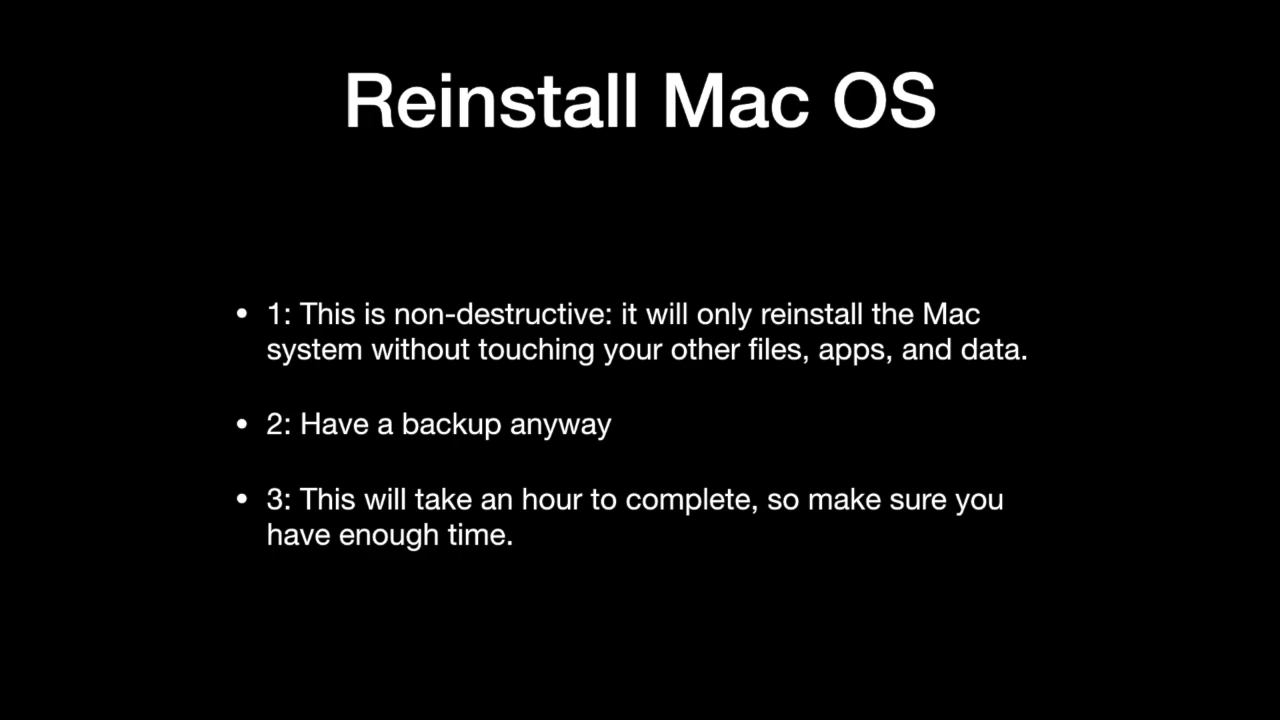 Reinstall Mac OS
• 1: This is non-destructive: it will only reinstall the Mac
system without touching your other files, apps, and data.
• 2: Have a backup anyway
• 3: This will take an hour to complete, so make sure you
have enough time.